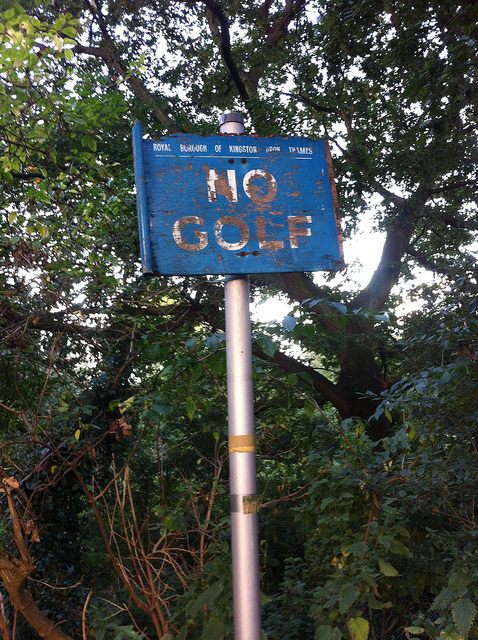 ROYAL BOROUGH OF KINGSTON UPON THAMES
NO
GOLF